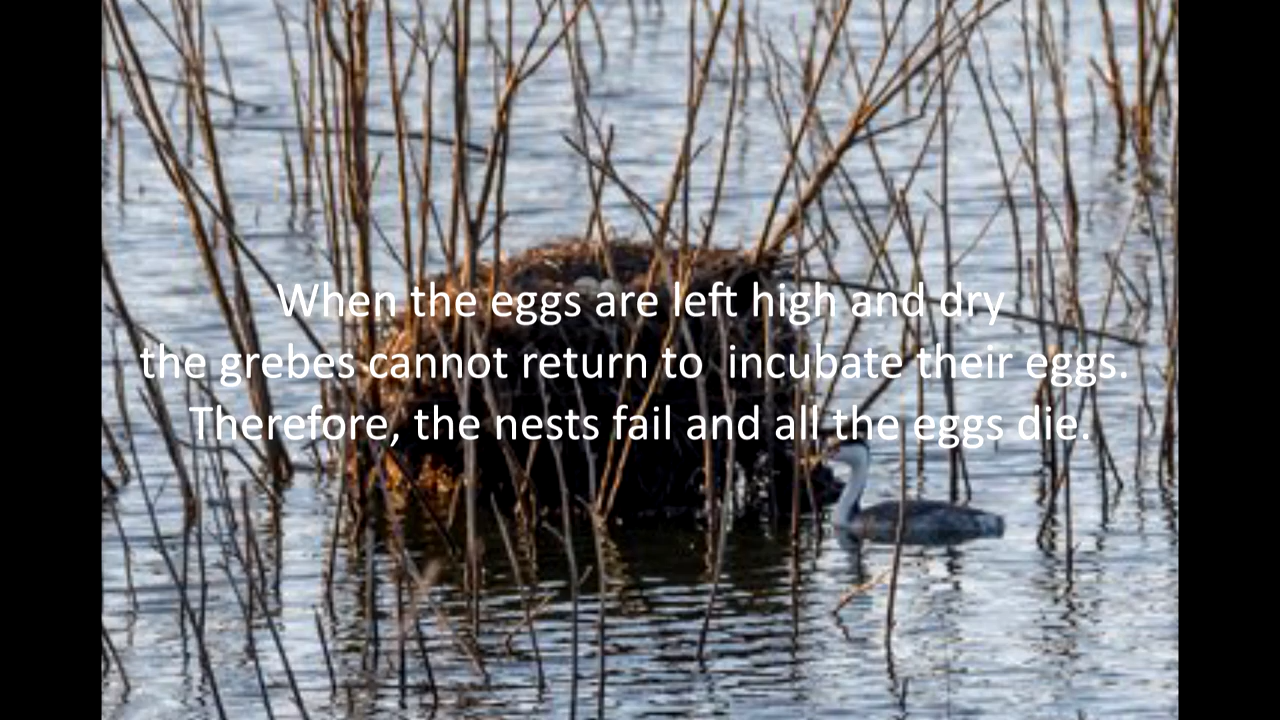 When the eggs are left high and dry
the grebes cannot return to  incubate their eggs.
Therefore, the nests fail and all the eggs die.